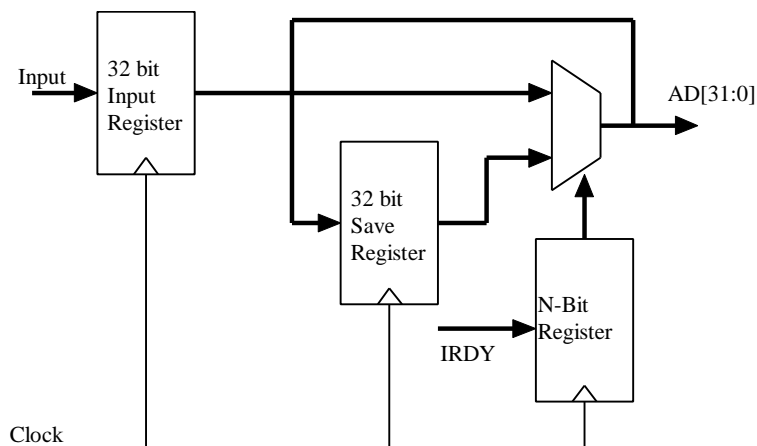 Input
32 bit
Input
Register
AD[31:0]
32 bit
Save
Register
N-Bit
Register
IRDY
Clock